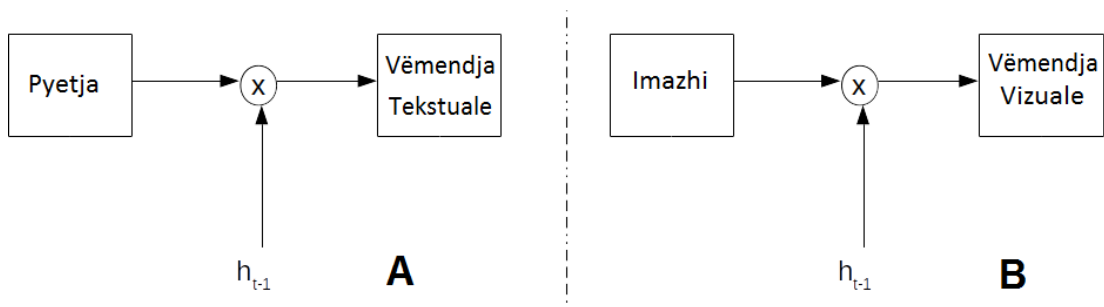 Pyetja
x
Vëmendja
Tekstuale
h t-1
A
Imazhi
x
Vëmendja
Vizuale
h t-1
B